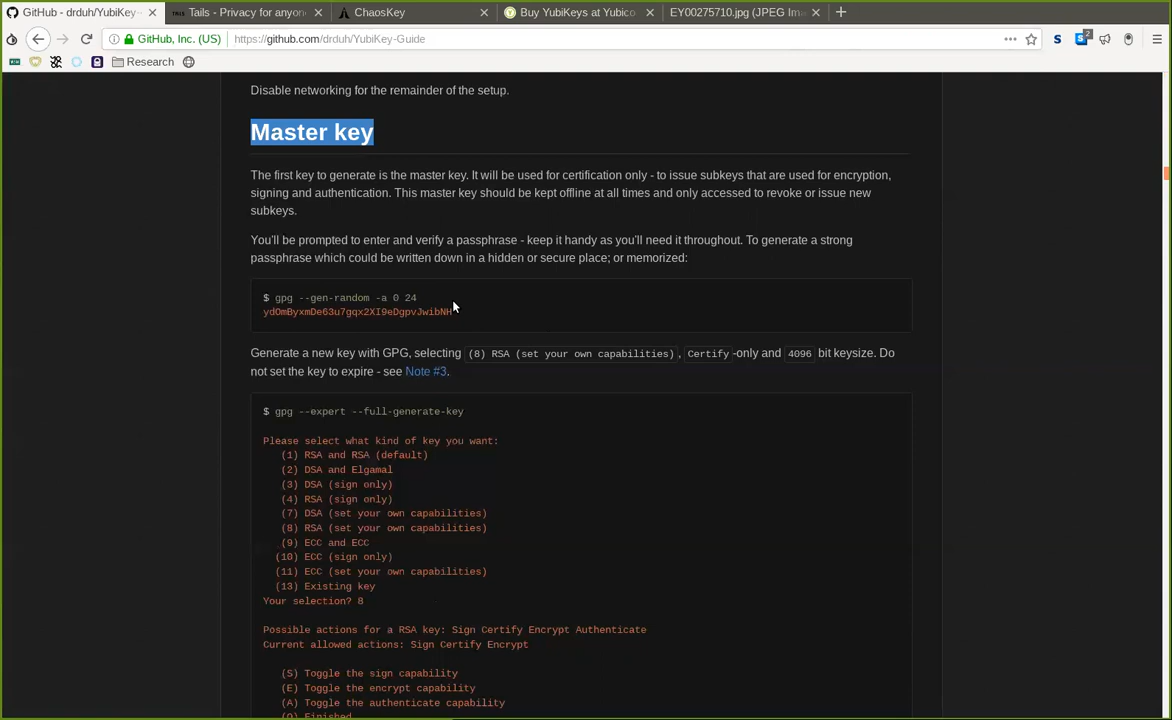 GitHub - drduh/YubiKey-
Tails - Privacy for anyon
ChaosKey
Buy YubiKeys at Yubico
EY00275710.jpg (JPEG Ima
GitHub, Inc. (US)
https://github.com/drduh/YubiKey-Guide
2
Research
Disable networking for the remainder of the setup.
Master key
The first key to generate is the master key. It will be used for certification only - to issue subkeys that are used for encryption,
signing and authentication. This master key should be kept offline at all times and only accessed to revoke or issue new
subkeys.
You'll be prompted to enter and verify a passphrase - keep it handy as you'll need it throughout. To generate a strong
passphrase which could be written down in a hidden or secure place; or memorized:
$ gpg --gen-random -a 0 24
ydOmByxmDe63u7gqx2XI9eDgpvJwibNH
Generate a new key with GPG, selecting (8) RSA (set your own capabilities), Certify-only and 4096 bit keysize. Do
not set the key to expire - see Note #3.
$ gpg --expert --full-generate-key
Please select what kind of key you want:
(1) RSA and RSA (default)
(2) DSA and Elgamal
(3) DSA (sign only)
(4) RSA (sign only)
(7) DSA (set your own capabilities)
(8) RSA (set your own capabilities)
(9) ECC and ECC
(10) ECC (sign only)
(11) ECC (set your own capabilities)
(13) Existing key
Your selection? 8
Possible actions for a RSA key: Sign Certify Encrypt Authenticate
Current allowed actions: Sign Certify Encrypt
(S) Toggle the sign capability
(E) Toggle the encrypt capability
(A) Toggle the authenticate capability
(Q) Finished